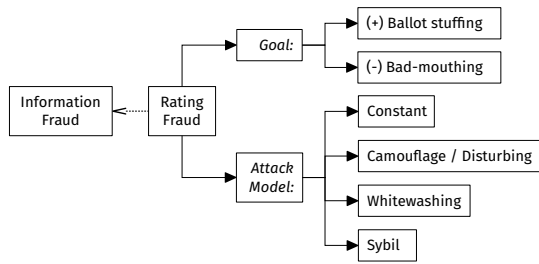 (+) Ballot stuffing
Goal:
(-) Bad-mouthing
Information
Fraud
Rating
Fraud
Constant
Attack
Model:
Camouflage / Disturbing
Whitewashing
Sybil